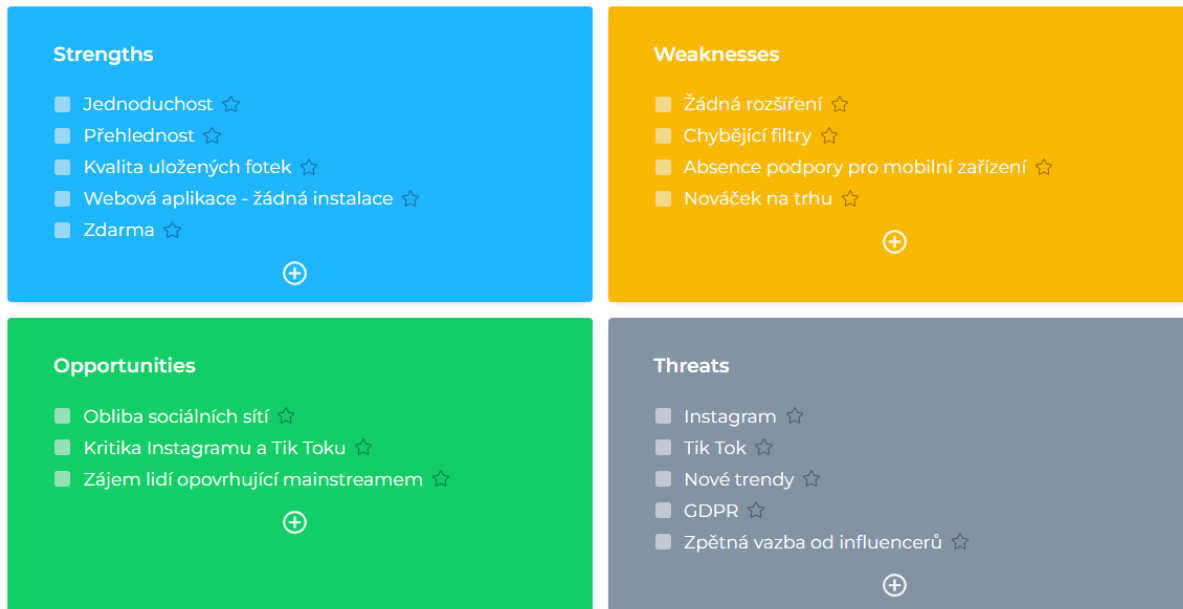 Strengths
Jednoduchost
Přehlednost
Kvalita uložených fotek
Webová aplikace - žádná instalace
Zdarma
Weaknesses
Žádná rozšíření
Chybějící filtry
Absence podpory pro mobilní zařízení
Nováček na trhu
Opportunities
Obliba sociálních sítí
Kritika Instagramu a Tik Toku
Zájem lidí opovrhující mainstreamem
Threats
Instagram
Tik Tok
Nové trendy
GDPR
Zpětná vazba od influencerů